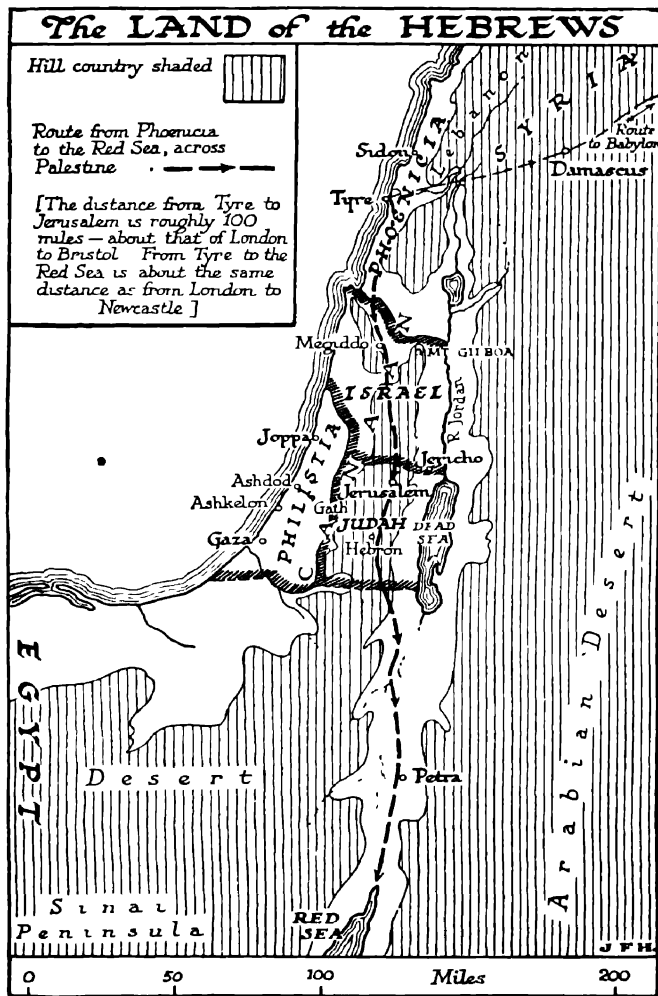 The LAND of the HEBREWS
Hill country shaded
Route from Phoenicia
to the Red Sea, across
Palestine
[The distance from Tyre to
Jerusalem is roughly 100
miles — about that of London
to Bristol From Tyre to the
Red Sea is about the same
distance as from London to
Newcastle ]
Lebanon
SYRIA
Route
to Babylon
Sidon
Damascus
Tyre
PHOENICIA
CANAAN
Megiddo
MT GILBOA
ISRAEL
R Jordan
Joppa
PHILISTIA
Jericho
Ashdod
Jerusalem
Ashkelon
Gath
JUDAH
DEAD
SEA
Gaza
Hebron
EGYPT
Desert
Petra
Arabian Desert
Sinai
Peninsula
RED
SEA
J F H.
0 50 100 Miles 200